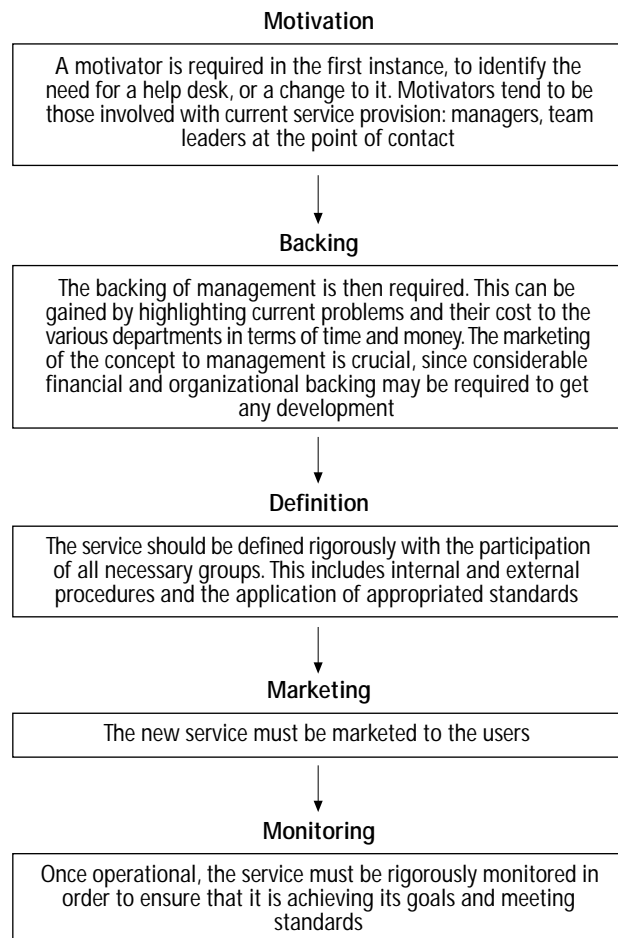 Motivation
A motivator is required in the first instance, to identify the
need for a help desk, or a change to it. Motivators tend to be
those involved with current service provision: managers, team
leaders at the point of contact
Backing
The backing of management is then required. This can be
gained by highlighting current problems and their cost to the
various departments in terms of time and money. The marketing
of the concept to management is crucial, since considerable
financial and organizational backing may be required to get
any development
Definition
The service should be defined rigorously with the participation
of all necessary groups. This includes internal and external
procedures and the application of appropriated standards
Marketing
The new service must be marketed to the users
Monitoring
Once operational, the service must be rigorously monitored in
order to ensure that it is achieving its goals and meeting
standards